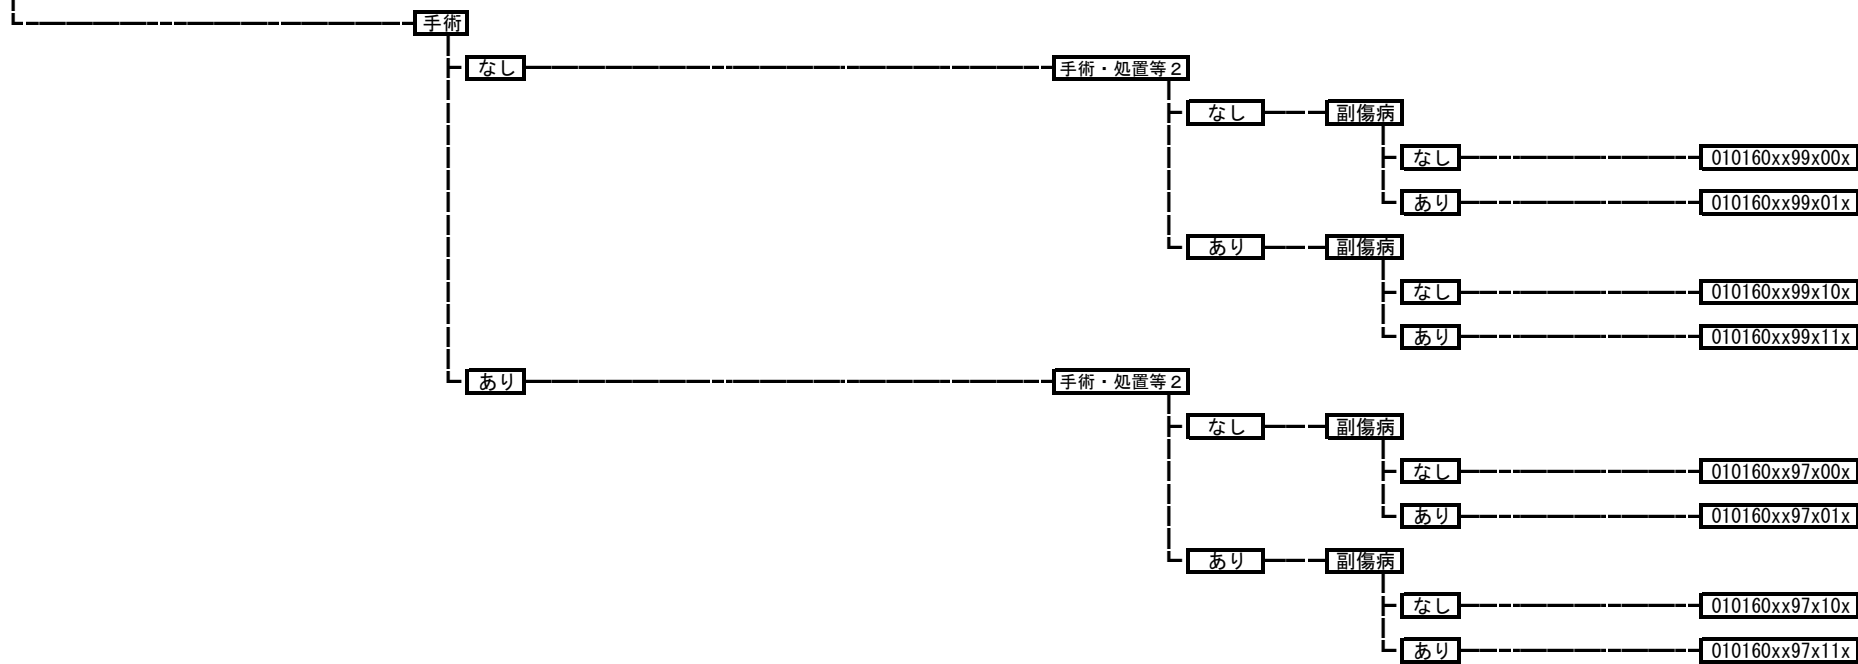 手術
なし 手術・処置等2
なし 副傷病
なし 010160xx99x00x
あり 010160xx99x01x
あり 副傷病
なし 010160xx99x10x
あり 010160xx99x11x
あり 手術・処置等2
なし 副傷病
なし 010160xx97x00x
あり 010160xx97x01x
あり 副傷病
なし 010160xx97x10x
あり 010160xx97x11x